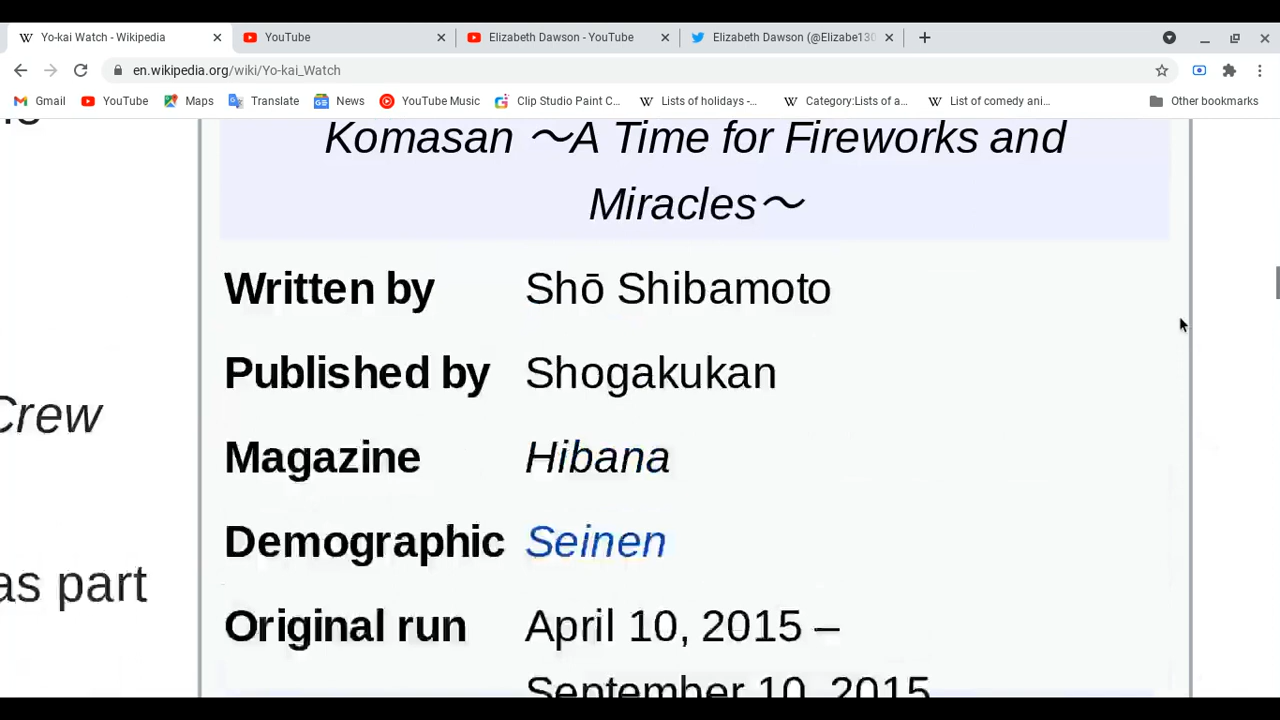 Yo-kai Watch - Wikipedia
YouTube
Elizabeth Dawson - YouTube
Elizabeth Dawson (@Elizabe130
en.wikipedia.org/wiki/Yo-kai_Watch
Gmail
YouTube
Maps
Translate
News
YouTube Music
Clip Studio Paint C...
Lists of holidays -...
Category:Lists of a...
List of comedy ani...
Other bookmarks
Komasan ～A Time for Fireworks and
Miracles～
Written by Shō Shibamoto
Published by Shogakukan
Crew
Magazine Hibana
Demographic Seinen
as part
Original run April 10, 2015 –
September 10, 2015